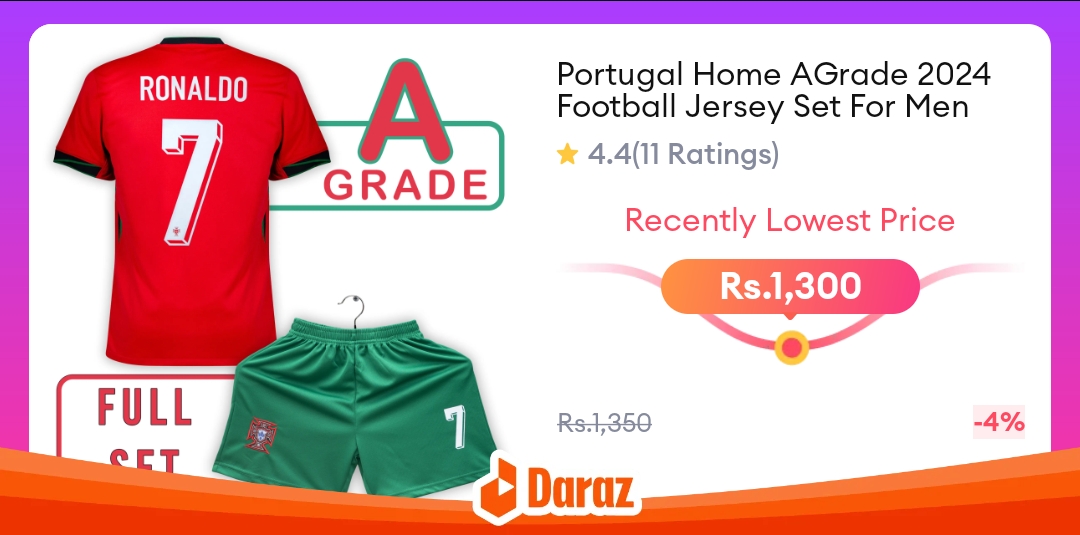 RONALDO
7
A
GRADE
FULL
SET
7
Portugal Home AGrade 2024
Football Jersey Set For Men
4.4(11 Ratings)
Recently Lowest Price
Rs.1,300
Rs.1,350
-4%
Daraz